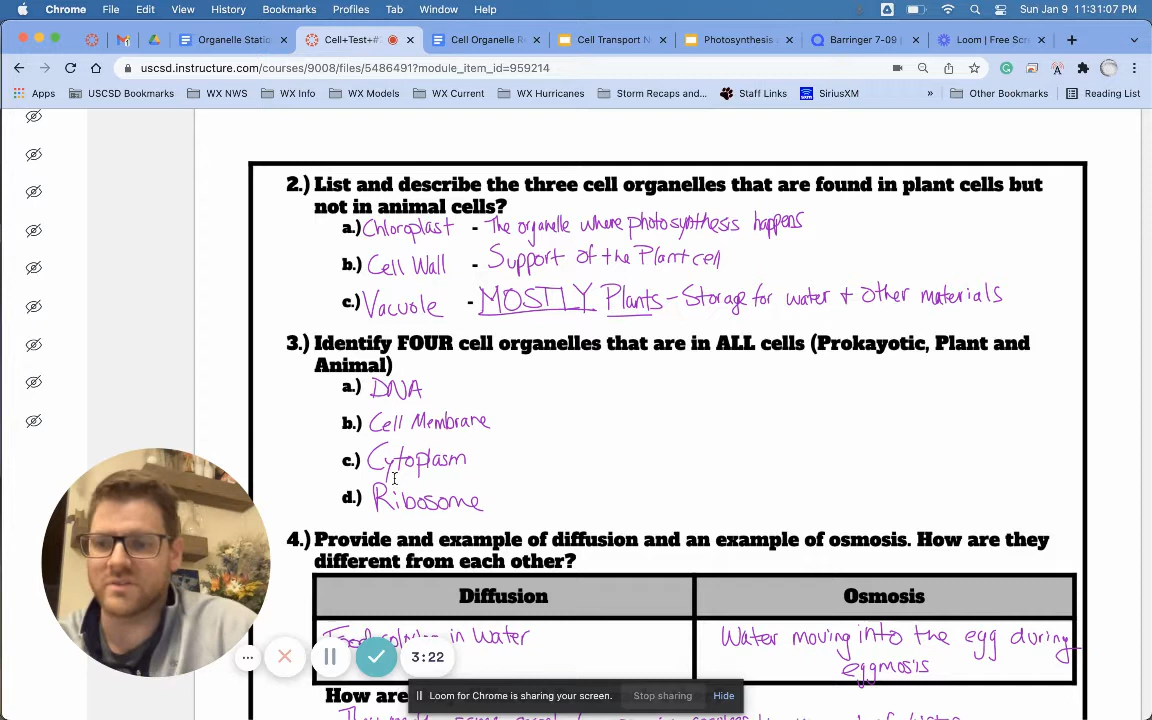 Chrome File Edit View History Bookmarks Profiles Tab Window Help Sun Jan 9 11:31:07
Organelle Statio Cell+Test+# Cell Organelle R Cell Transport N Photosynthesis Barringer 7-09 Loom | Free Scre
uscsd.instructure.com/courses/9008/files/5486491?module_item_id=959214
Apps USCSD Bookmarks WX NWS WX Info WX Models WX Current WX Hurricanes Storm Recaps and... Staff Links SiriusXM » Other Bookmarks Reading List
2.) List and describe the three cell organelles that are found in plant cells but
not in animal cells?
a.) Chloroplast - The organelle where photosynthesis happens
b.) Cell Wall - Support of the Plant cell
c.) Vacuole - MOSTLY Plants - Storage for water + other materials
3.) Identify FOUR cell organelles that are in ALL cells (Prokayotic, Plant and
Animal)
a.) DNA
b.) Cell Membrane
c.) Cytoplasm
d.) Ribosome
4.) Provide and example of diffusion and an example of osmosis. How are they
different from each other?
Diffusion Osmosis
in Water Water moving into the egg during
eggmosis
3:22
Loom for Chrome is sharing your screen. Stop sharing Hide
How are